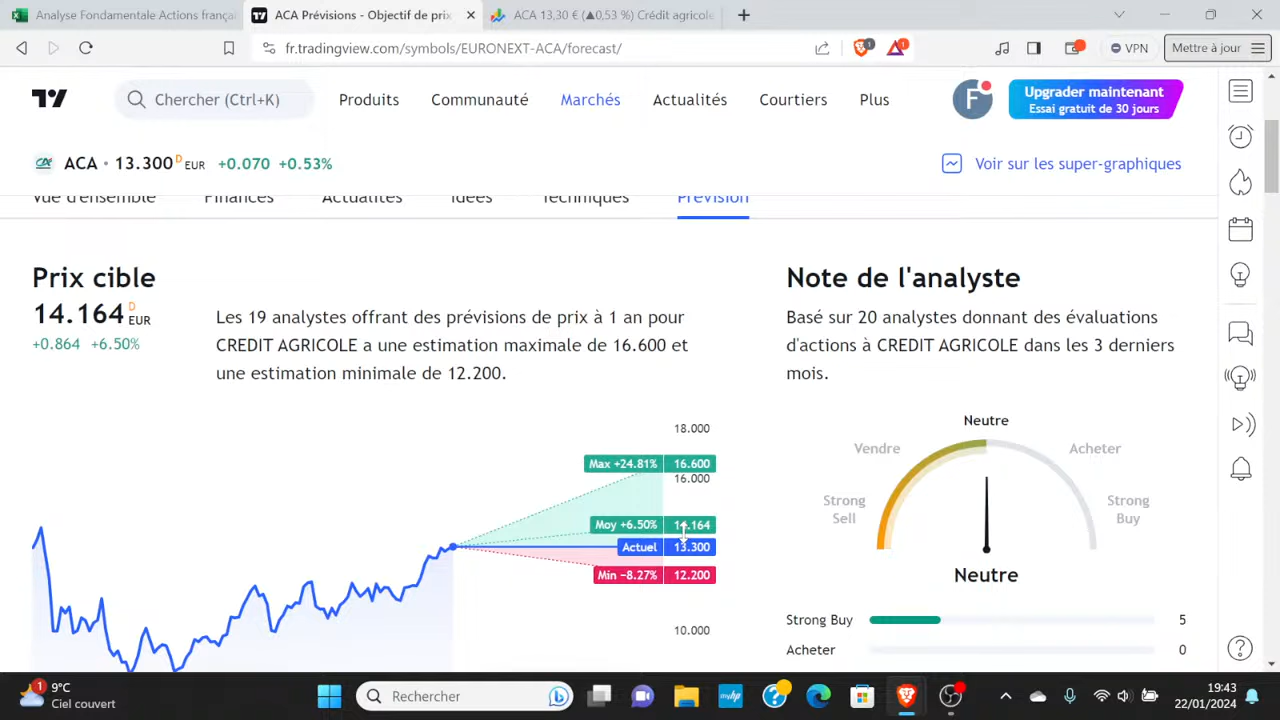 Analyse Fondamentale Actions françai
ACA Prévisions - Objectif de prix
ACA 13,30 € (▲0,53 %) Crédit agricole
fr.tradingview.com/symbols/EURONEXT-ACA/forecast/
1
1
VPN
Mettre à jour
Chercher (Ctrl+K)
Produits
Communauté
Marchés
Actualités
Courtiers
Plus
F
Upgrader maintenant
Essai gratuit de 30 jours
ACA • 13.300 D EUR +0.070 +0.53%
Voir sur les super-graphiques
Vue d'ensemble
Finances
Actualités
Idées
Techniques
Prévision
Prix cible
14.164 D EUR
+0.864 +6.50%
Les 19 analystes offrant des prévisions de prix à 1 an pour
CREDIT AGRICOLE a une estimation maximale de 16.600 et
une estimation minimale de 12.200.
18.000
Max +24.81% 16.600
16.000
Moy +6.50% 14.164
Actuel 13.300
Min −8.27% 12.200
10.000
Note de l'analyste
Basé sur 20 analystes donnant des évaluations
d'actions à CREDIT AGRICOLE dans les 3 derniers
mois.
Neutre
Vendre
Acheter
Strong
Sell
Strong
Buy
Neutre
Strong Buy 5
Acheter 0
1
9°C
Ciel couvert
Rechercher
myhp
19:43
22/01/2024